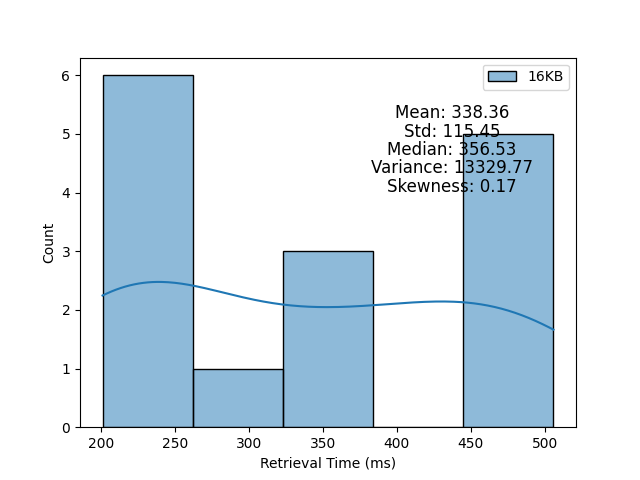 16KB
Mean: 338.36
Std: 115.45
Median: 356.53
Variance: 13329.77
Skewness: 0.17
6
5
4
3
2
1
0
Count
200 250 300 350 400 450 500
Retrieval Time (ms)